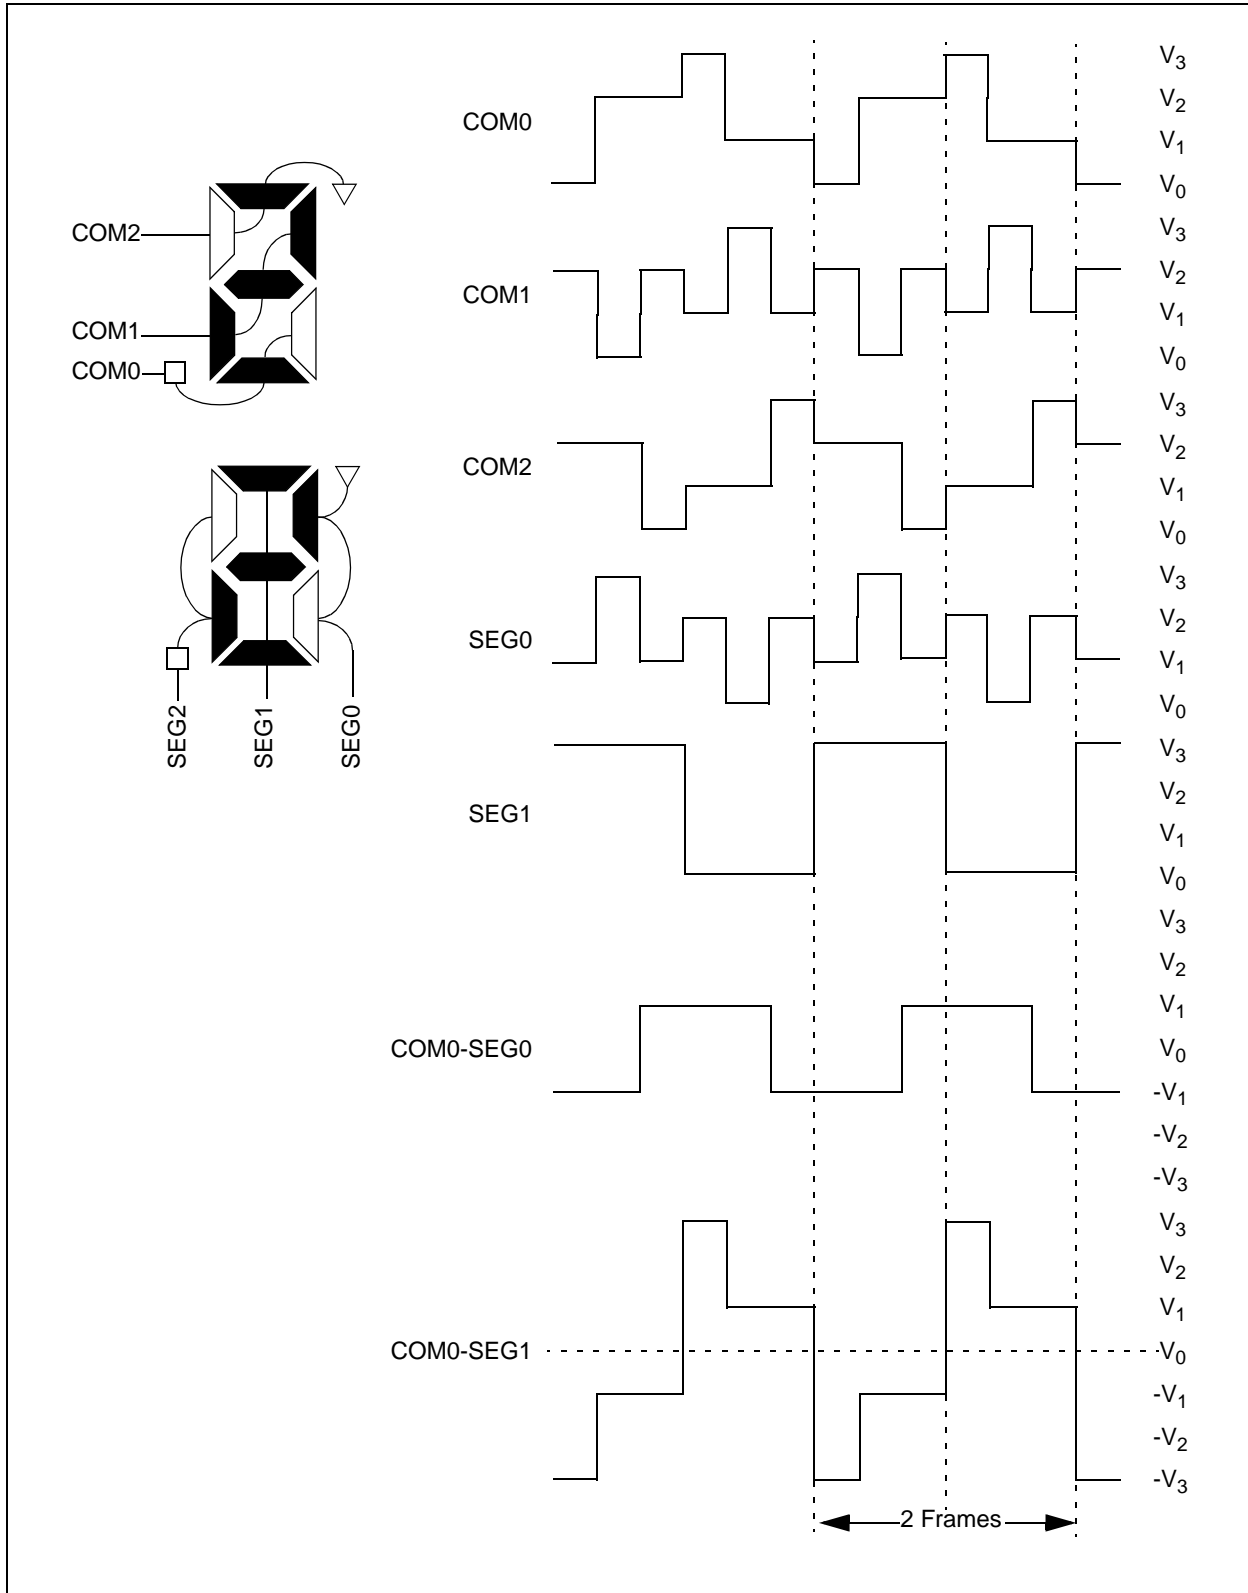 COM2
COM1
COM0
SEG2
SEG1
SEG0
COM0
V3
V2
V1
V0
COM1
V3
V2
V1
V0
COM2
V3
V2
V1
V0
SEG0
V3
V2
V1
V0
SEG1
V3
V2
V1
V0
COM0-SEG0
V3
V2
V1
V0
-V1
-V2
-V3
COM0-SEG1
V3
V2
V1
V0
-V1
-V2
-V3
2 Frames